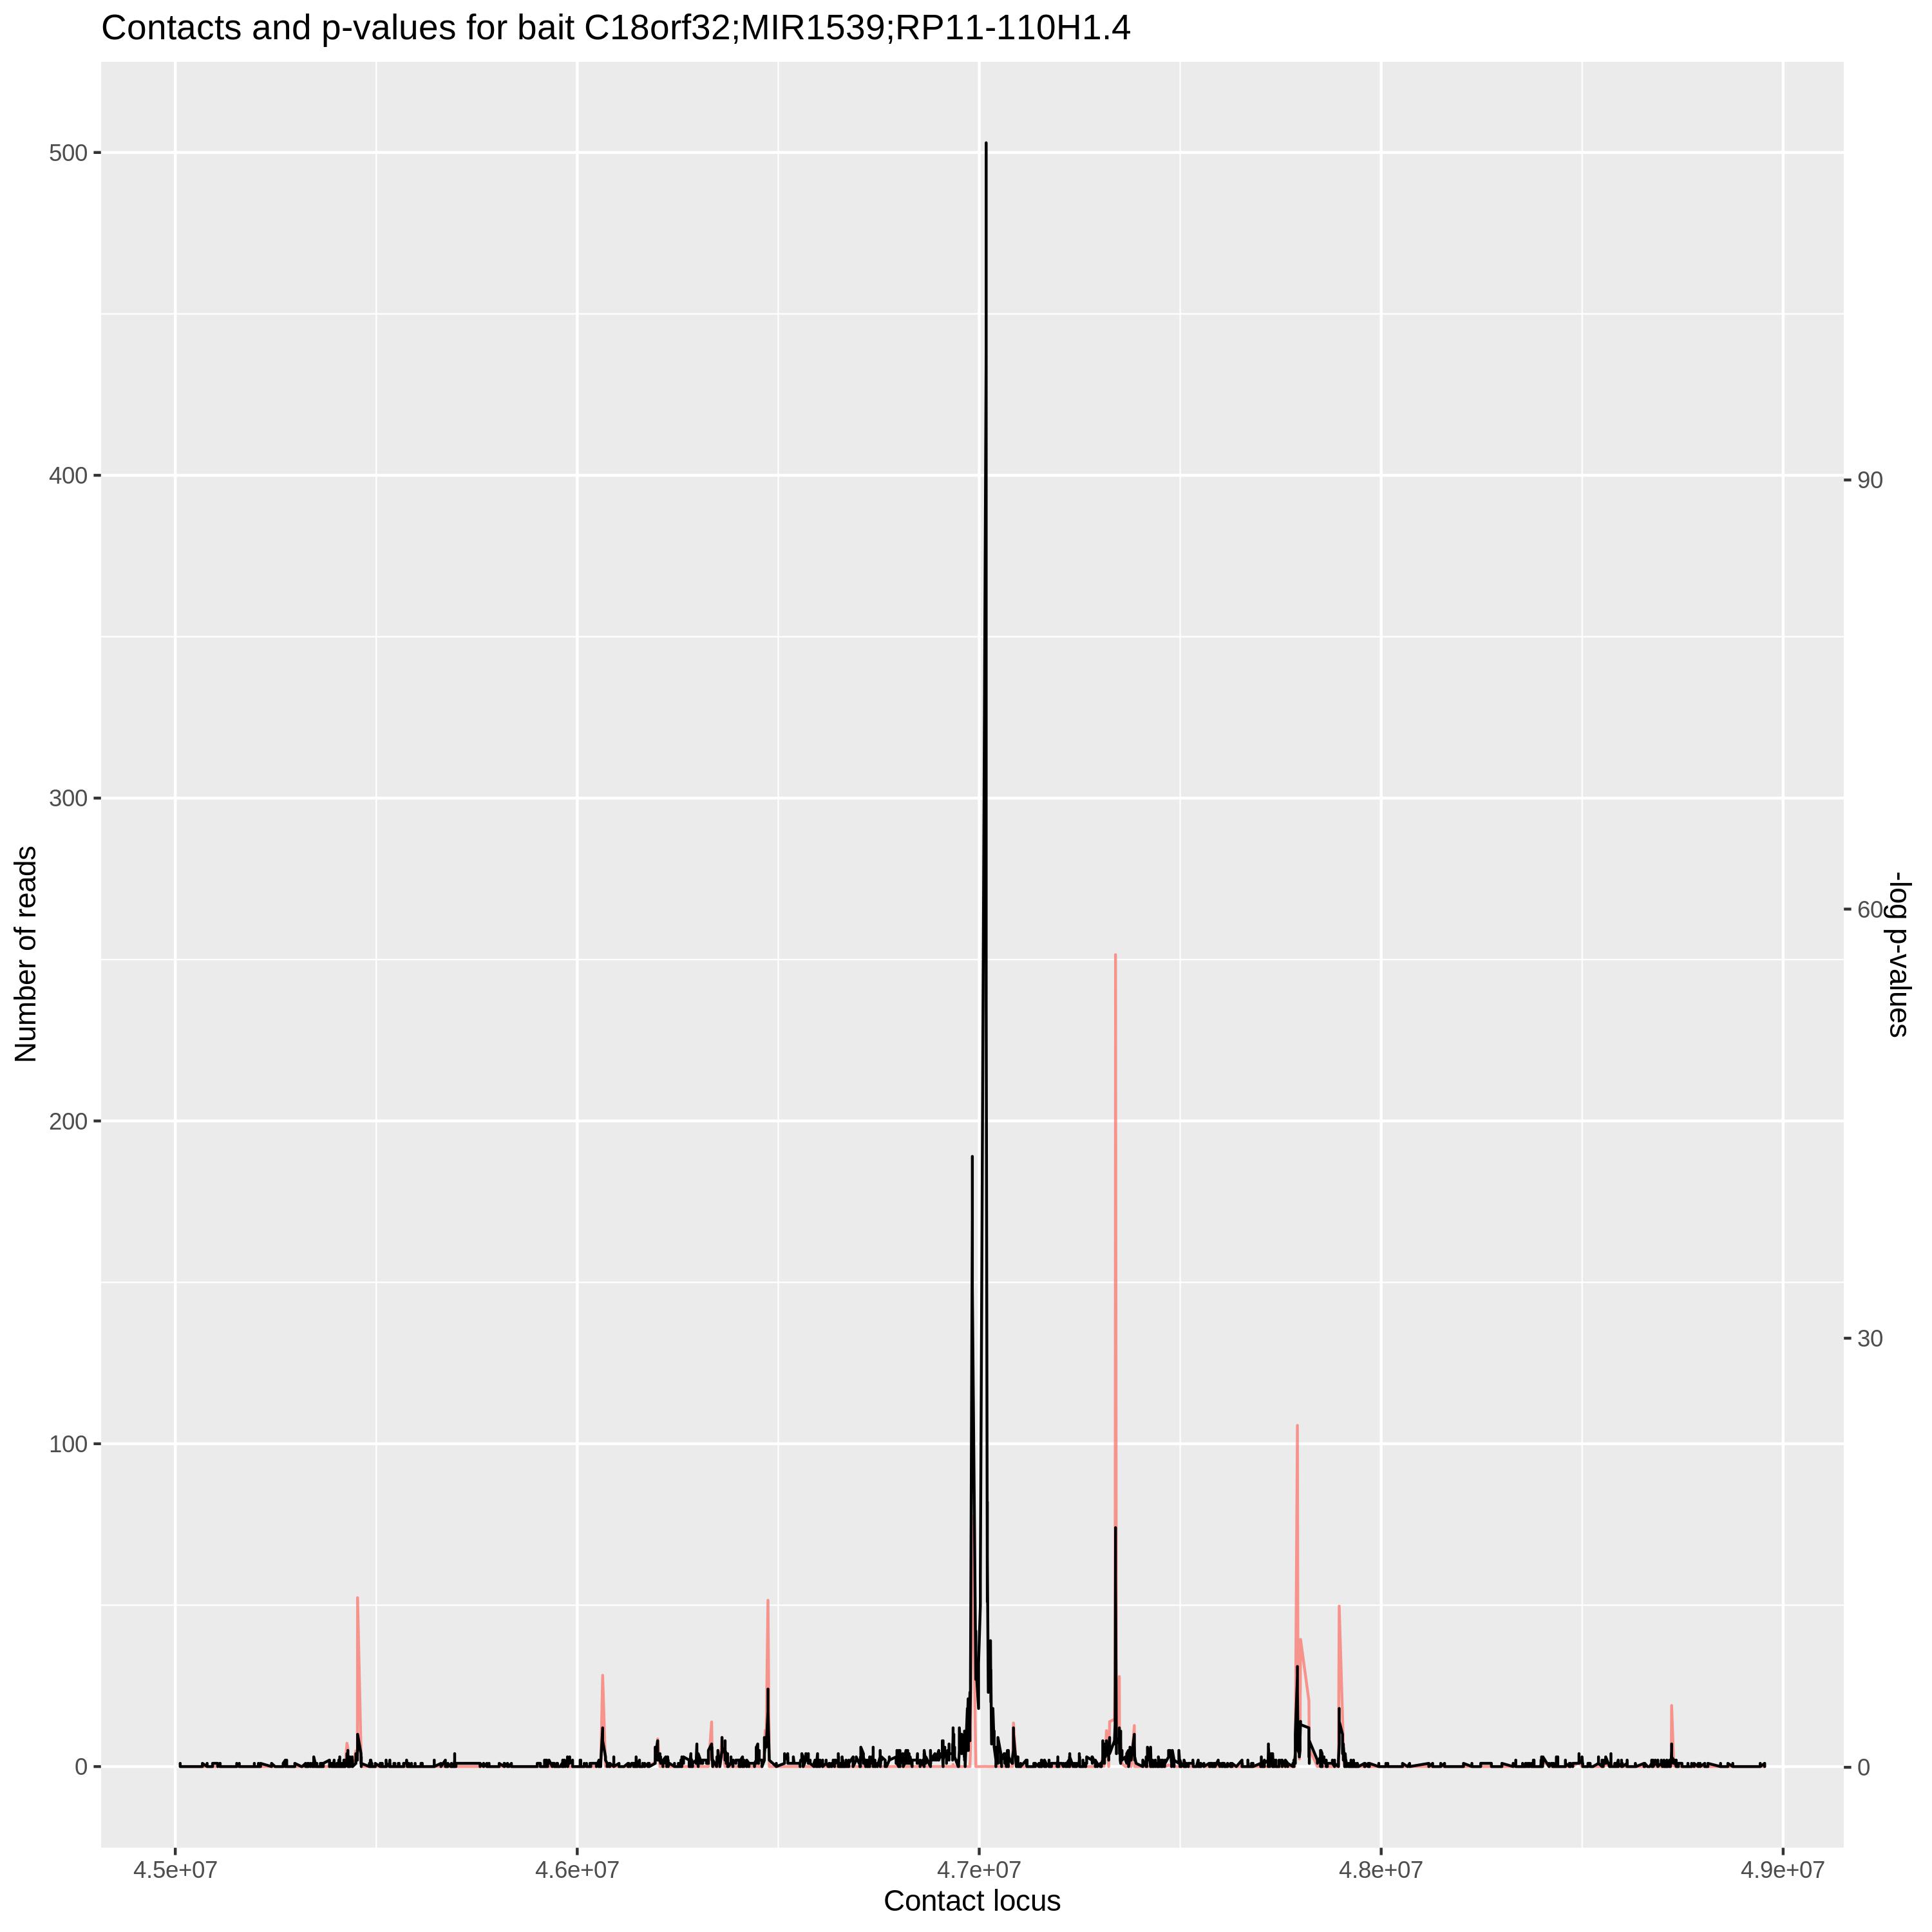 Contacts and p-values for bait C18orf32;MIR1539;RP11-110H1.4
500
400
300
200
100
0
Number of reads
90
60
30
0
-log p-values
4.5e+07 4.6e+07 4.7e+07 4.8e+07 4.9e+07
Contact locus